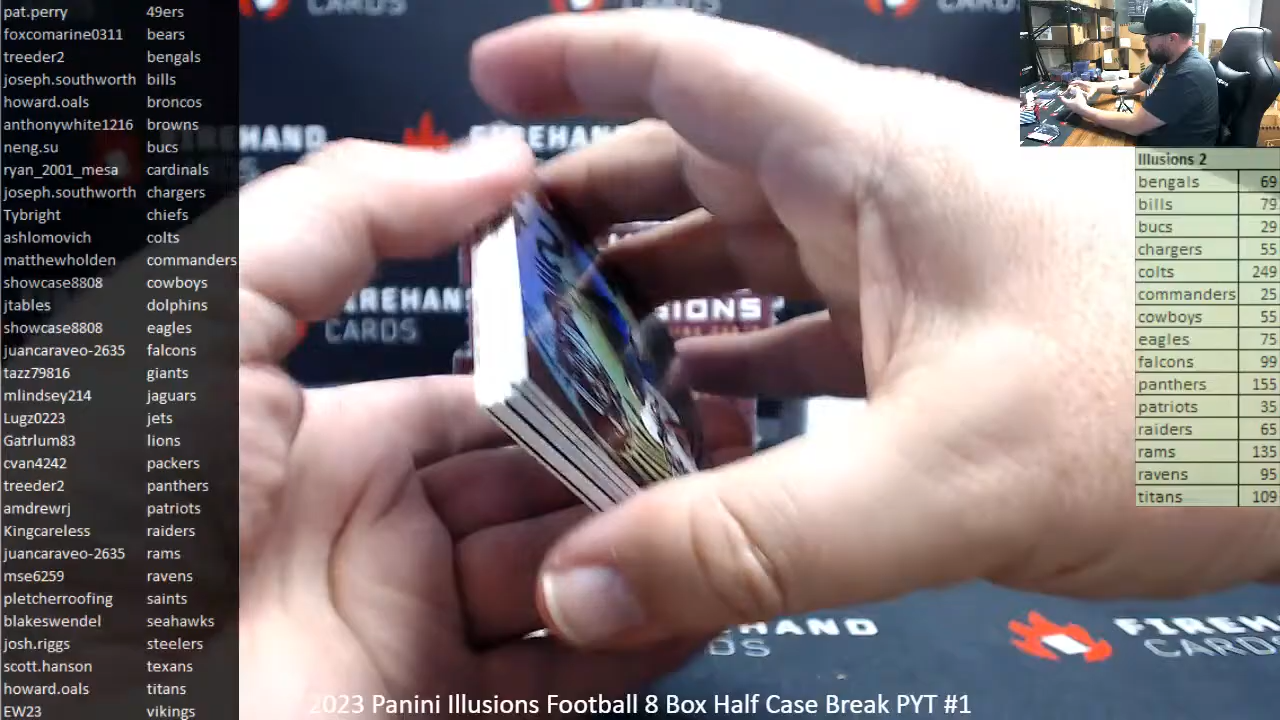 pat.perry 49ers
foxcomarine0311 bears
treeder2 bengals
joseph.southworth bills
howard.oals broncos
anthonywhite1216 browns
neng.su bucs
ryan_2001_mesa cardinals
joseph.southworth chargers
Tybright chiefs
ashlomovich colts
matthewholden commanders
showcase8808 cowboys
jtables dolphins
showcase8808 eagles
juancaraveo-2635 falcons
tazz79816 giants
mlindsey214 jaguars
Lugz0223 jets
Gatrlum83 lions
cvan4242 packers
treeder2 panthers
amdrewrj patriots
Kingcareless raiders
juancaraveo-2635 rams
mse6259 ravens
pletcherroofing saints
blakeswendel seahawks
josh.riggs steelers
scott.hanson texans
howard.oals titans
EW23 vikings
CARDS
CARDS
CARD
FIREHAND
FIREHAND
FIREHAN
CARDS
SIONS
HAND
DS
FIREH
CARDS
Illusions 2
bengals 69
bills 79
bucs 29
chargers 55
colts 249
commanders 25
cowboys 55
eagles 75
falcons 99
panthers 155
patriots 35
raiders 65
rams 135
ravens 95
titans 109
2023 Panini Illusions Football 8 Box Half Case Break PYT #1